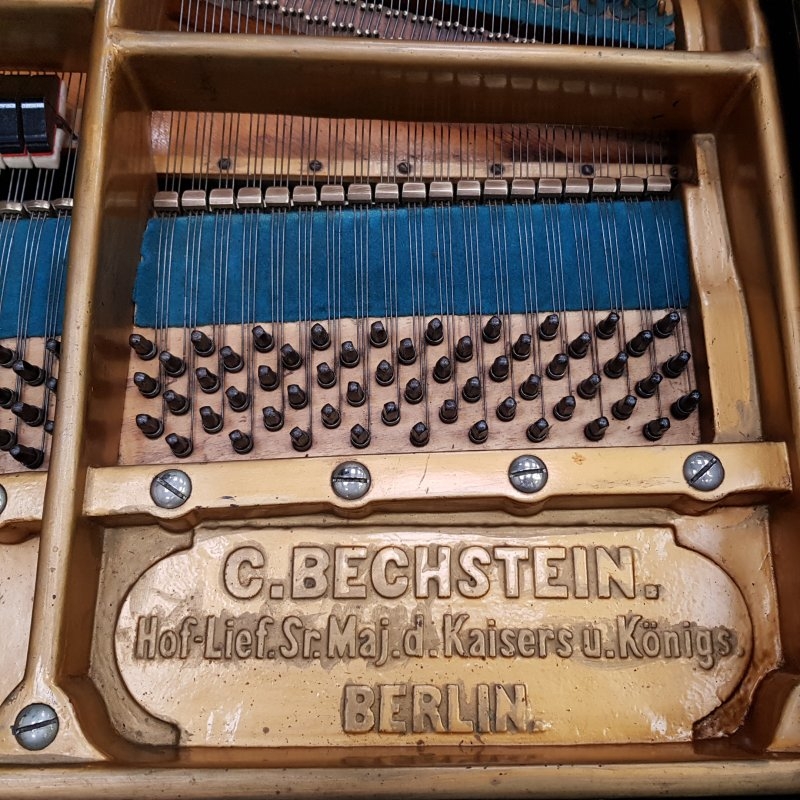 C. BECHSTEIN.
Hof-Lief. Sr. Maj. d. Kaisers u. Königs
BERLIN.